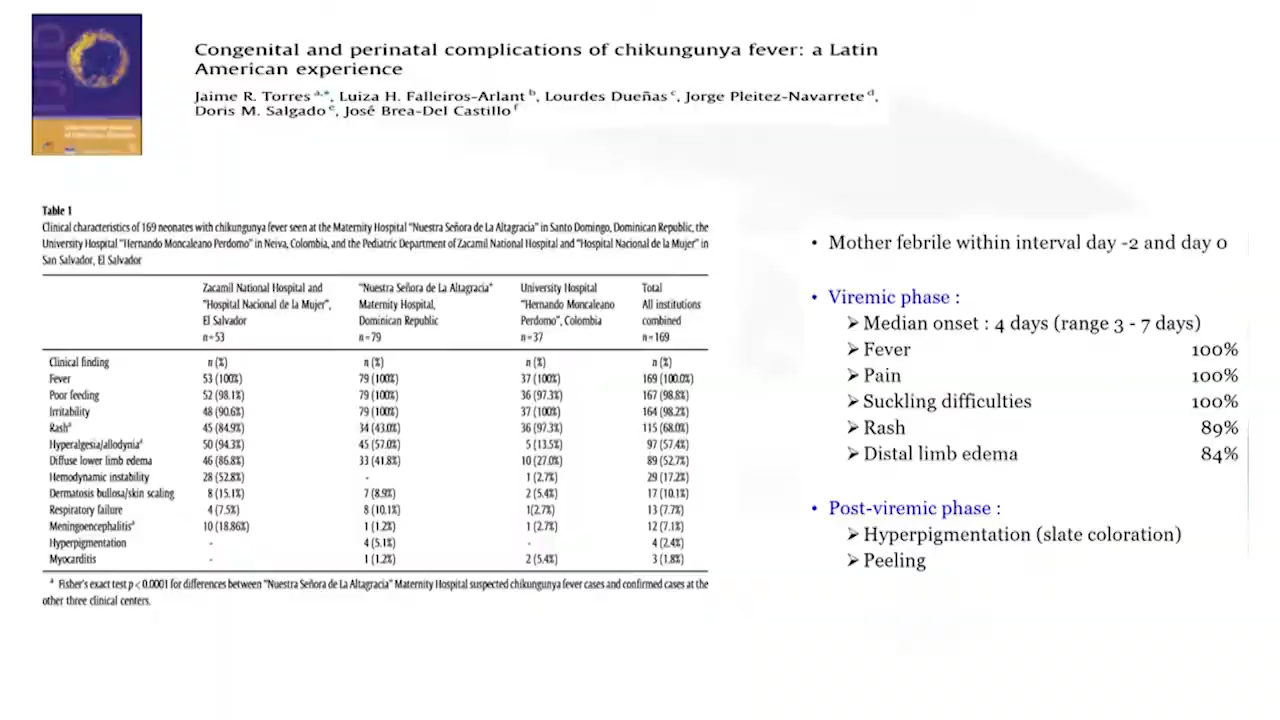 Congenital and perinatal complications of chikungunya fever: a Latin
American experience
Jaime R. Torres a,*, Luiza H. Falleiros-Arlant b, Lourdes Dueñas c, Jorge Pleitez-Navarrete d,
Doris M. Salgado e, José Brea-Del Castillo f
Table 1
Clinical characteristics of 169 neonates with chikungunya fever seen at the Maternity Hospital "Nuestra Señora de La Altagracia" in Santo Domingo, Dominican Republic, the
University Hospital "Hernando Moncaleano Perdomo" in Neiva, Colombia, and the Pediatric Department of Zacamil National Hospital and "Hospital Nacional de la Mujer" in
San Salvador, El Salvador
Zacamil National Hospital and "Nuestra Señora de La Altagracia" University Hospital Total
"Hospital Nacional de la Mujer", Maternity Hospital, "Hernando Moncaleano All institutions
El Salvador Dominican Republic Perdomo", Colombia combined
n=53 n=79 n=37 n=169
Clinical finding n (%) n (%) n (%) n (%)
Fever 53 (100%) 79 (100%) 37 (100%) 169 (100.0%)
Poor feeding 52 (98.1%) 79 (100%) 36 (97.3%) 167 (98.8%)
Irritability 48 (90.6%) 79 (100%) 37 (100%) 164 (98.2%)
Rash a 45 (84.9%) 34 (43.0%) 36 (97.3%) 115 (68.0%)
Hyperalgesia/allodynia a 50 (94.3%) 45 (57.0%) 5 (13.5%) 97 (57.4%)
Diffuse lower limb edema 46 (86.8%) 33 (41.8%) 10 (27.0%) 89 (52.7%)
Hemodynamic instability 28 (52.8%) - 1 (2.7%) 29 (17.2%)
Dermatosis bullosa/skin scaling 8 (15.1%) 7 (8.9%) 2 (5.4%) 17 (10.1%)
Respiratory failure 4 (7.5%) 8 (10.1%) 1(2.7%) 13 (7.7%)
Meningoencephalitis a 10 (18.86%) 1 (1.2%) 1 (2.7%) 12 (7.1%)
Hyperpigmentation - 4 (5.1%) - 4 (2.4%)
Myocarditis - 1 (1.2%) 2 (5.4%) 3 (1.8%)
a Fisher's exact test p < 0.0001 for differences between "Nuestra Señora de La Altagracia" Maternity Hospital suspected chikungunya fever cases and confirmed cases at the
other three clinical centers.
• Mother febrile within interval day -2 and day 0
• Viremic phase :
➢ Median onset : 4 days (range 3 - 7 days)
➢ Fever 100%
➢ Pain 100%
➢ Suckling difficulties 100%
➢ Rash 89%
➢ Distal limb edema 84%
• Post-viremic phase :
➢ Hyperpigmentation (slate coloration)
➢ Peeling